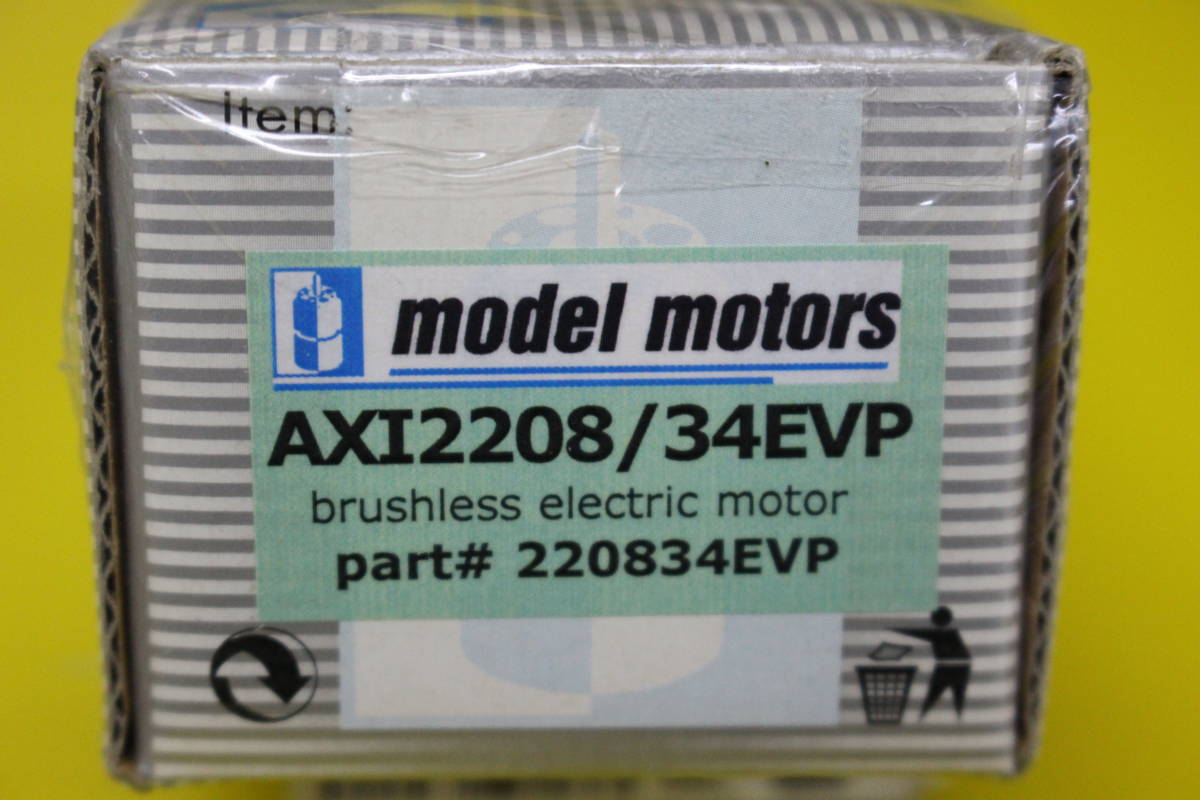 item:
model motors
AXI2208/34EVP
brushless electric motor
part# 220834EVP